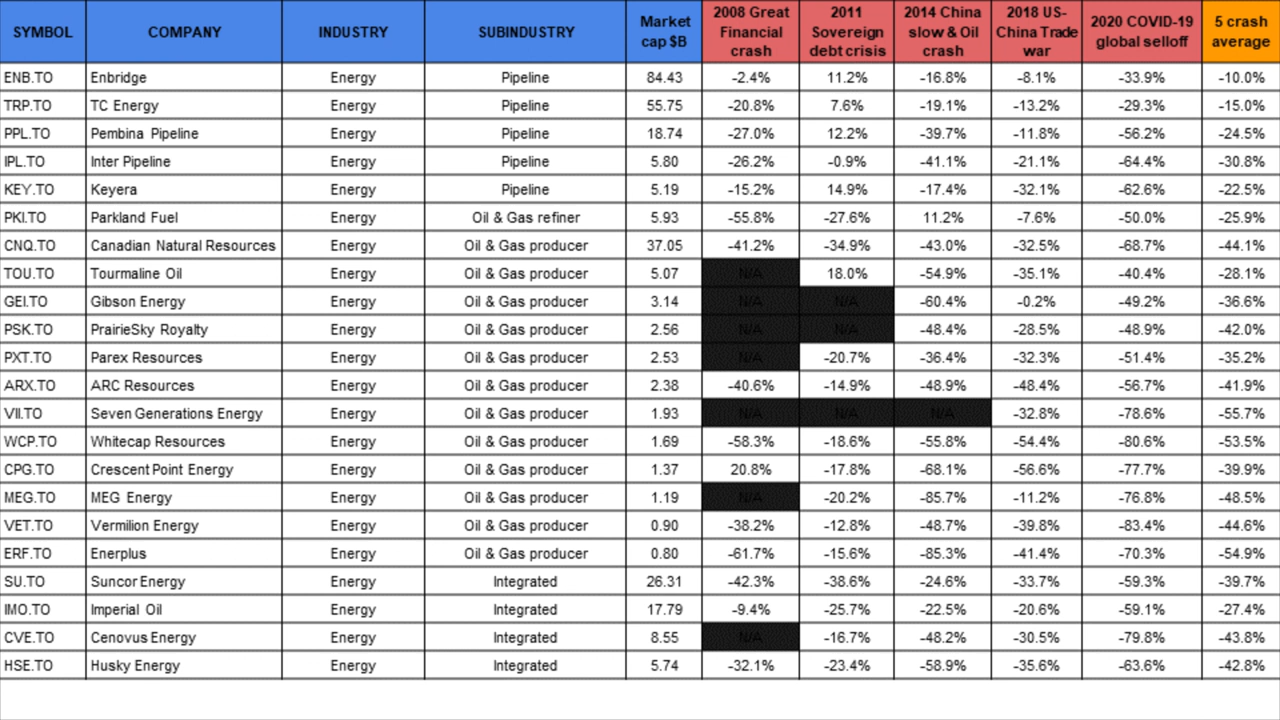 SYMBOL COMPANY INDUSTRY SUBINDUSTRY Market cap $B 2008 Great Financial crash 2011 Sovereign debt crisis 2014 China slow & Oil crash 2018 US-China Trade war 2020 COVID-19 global selloff 5 crash average
ENB.TO Enbridge Energy Pipeline 84.43 -2.4% 11.2% -16.8% -8.1% -33.9% -10.0%
TRP.TO TC Energy Energy Pipeline 55.75 -20.8% 7.6% -19.1% -13.2% -29.3% -15.0%
PPL.TO Pembina Pipeline Energy Pipeline 18.74 -27.0% 12.2% -39.7% -11.8% -56.2% -24.5%
IPL.TO Inter Pipeline Energy Pipeline 5.80 -26.2% -0.9% -41.1% -21.1% -64.4% -30.8%
KEY.TO Keyera Energy Pipeline 5.19 -15.2% 14.9% -17.4% -32.1% -62.6% -22.5%
PKI.TO Parkland Fuel Energy Oil & Gas refiner 5.93 -55.8% -27.6% 11.2% -7.6% -50.0% -25.9%
CNQ.TO Canadian Natural Resources Energy Oil & Gas producer 37.05 -41.2% -34.9% -43.0% -32.5% -68.7% -44.1%
TOU.TO Tourmaline Oil Energy Oil & Gas producer 5.07 N/A 18.0% -54.9% -35.1% -40.4% -28.1%
GEI.TO Gibson Energy Energy Oil & Gas producer 3.14 N/A N/A -60.4% -0.2% -49.2% -36.6%
PSK.TO PrairieSky Royalty Energy Oil & Gas producer 2.56 N/A N/A -48.4% -28.5% -48.9% -42.0%
PXT.TO Parex Resources Energy Oil & Gas producer 2.53 N/A -20.7% -36.4% -32.3% -51.4% -35.2%
ARX.TO ARC Resources Energy Oil & Gas producer 2.38 -40.6% -14.9% -48.9% -48.4% -56.7% -41.9%
VII.TO Seven Generations Energy Energy Oil & Gas producer 1.93 N/A N/A N/A -32.8% -78.6% -55.7%
WCP.TO Whitecap Resources Energy Oil & Gas producer 1.69 -58.3% -18.6% -55.8% -54.4% -80.6% -53.5%
CPG.TO Crescent Point Energy Energy Oil & Gas producer 1.37 20.8% -17.8% -68.1% -56.6% -77.7% -39.9%
MEG.TO MEG Energy Energy Oil & Gas producer 1.19 N/A -20.2% -85.7% -11.2% -76.8% -48.5%
VET.TO Vermilion Energy Energy Oil & Gas producer 0.90 -38.2% -12.8% -48.7% -39.8% -83.4% -44.6%
ERF.TO Enerplus Energy Oil & Gas producer 0.80 -61.7% -15.6% -85.3% -41.4% -70.3% -54.9%
SU.TO Suncor Energy Energy Integrated 26.31 -42.3% -38.6% -24.6% -33.7% -59.3% -39.7%
IMO.TO Imperial Oil Energy Integrated 17.79 -9.4% -25.7% -22.5% -20.6% -59.1% -27.4%
CVE.TO Cenovus Energy Energy Integrated 8.55 N/A -16.7% -48.2% -30.5% -79.8% -43.8%
HSE.TO Husky Energy Energy Integrated 5.74 -32.1% -23.4% -58.9% -35.6% -63.6% -42.8%